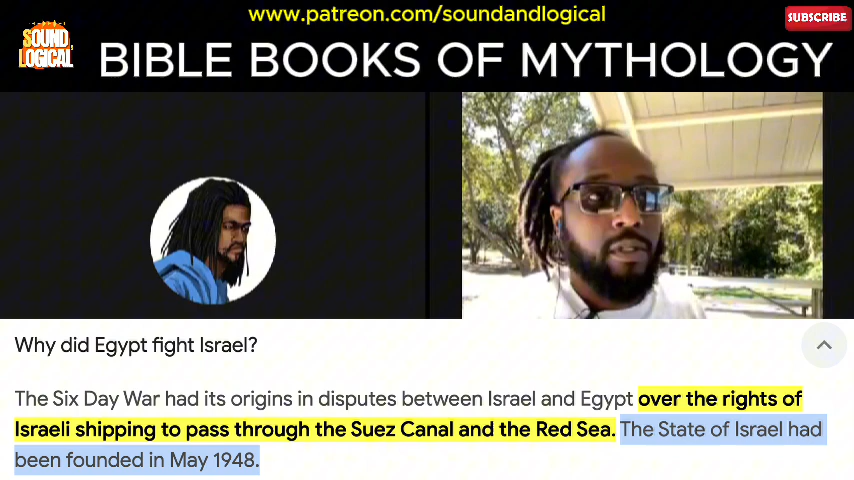 www.patreon.com/soundandlogical
SUBSCRIBE
SOUND
LOGICAL
BIBLE BOOKS OF MYTHOLOGY
Why did Egypt fight Israel?
The Six Day War had its origins in disputes between Israel and Egypt over the rights of
Israeli shipping to pass through the Suez Canal and the Red Sea. The State of Israel had
been founded in May 1948.